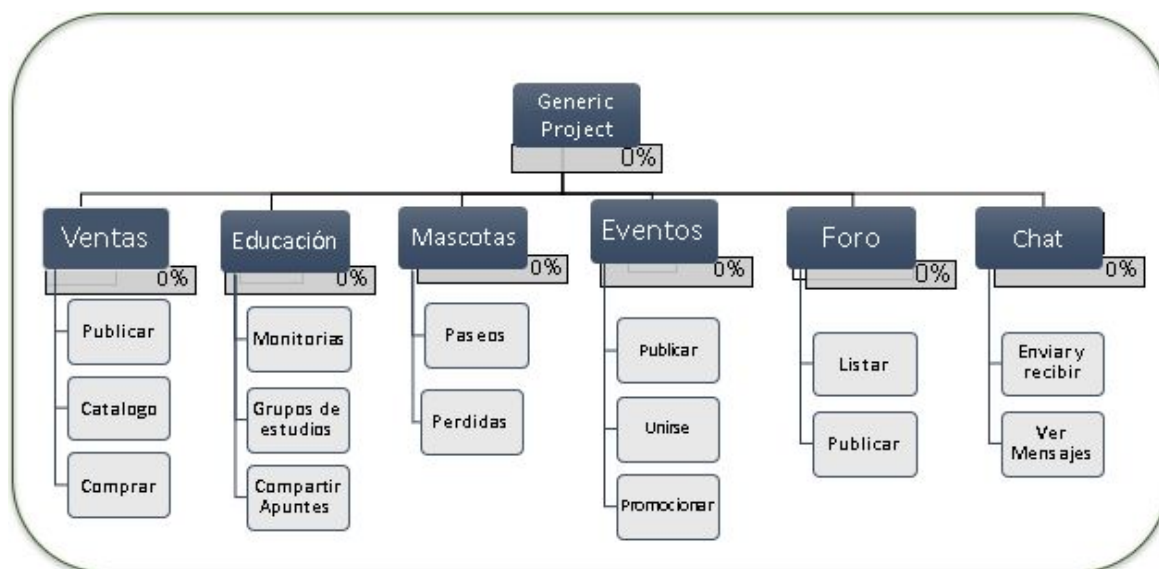 Generic
Project
0%
Ventas
0%
Educación
0%
Mascotas
0%
Eventos
0%
Foro
0%
Chat
0%
Publicar
Catalogo
Comprar
Monitorias
Grupos de
estudios
Compartir
Apuntes
Paseos
Perdidas
Publicar
Unirse
Promocionar
Listar
Publicar
Enviar y
recibir
Ver
Mensajes